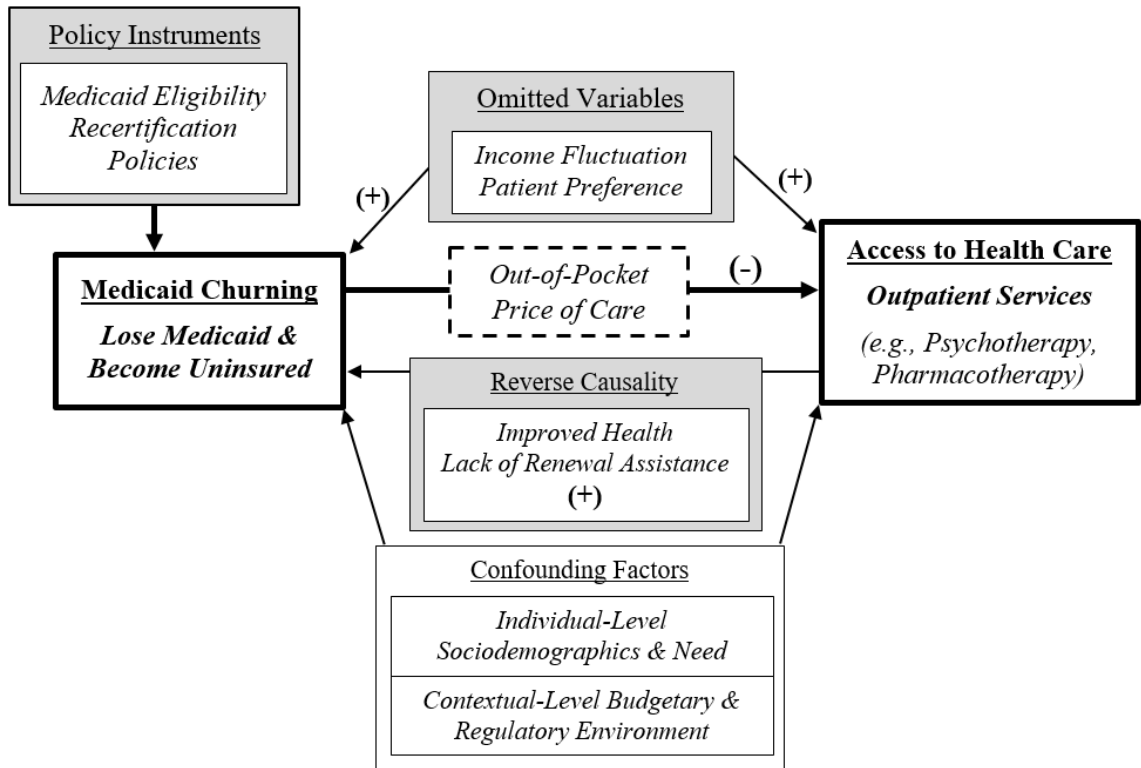 Policy Instruments
Medicaid Eligibility
Recertification
Policies
Omitted Variables
Income Fluctuation
Patient Preference
(+)
(+)
Medicaid Churning
Lose Medicaid &
Become Uninsured
Out-of-Pocket
Price of Care
(-)
Access to Health Care
Outpatient Services
(e.g., Psychotherapy,
Pharmacotherapy)
Reverse Causality
Improved Health
Lack of Renewal Assistance
(+)
Confounding Factors
Individual-Level
Sociodemographics & Need
Contextual-Level Budgetary &
Regulatory Environment